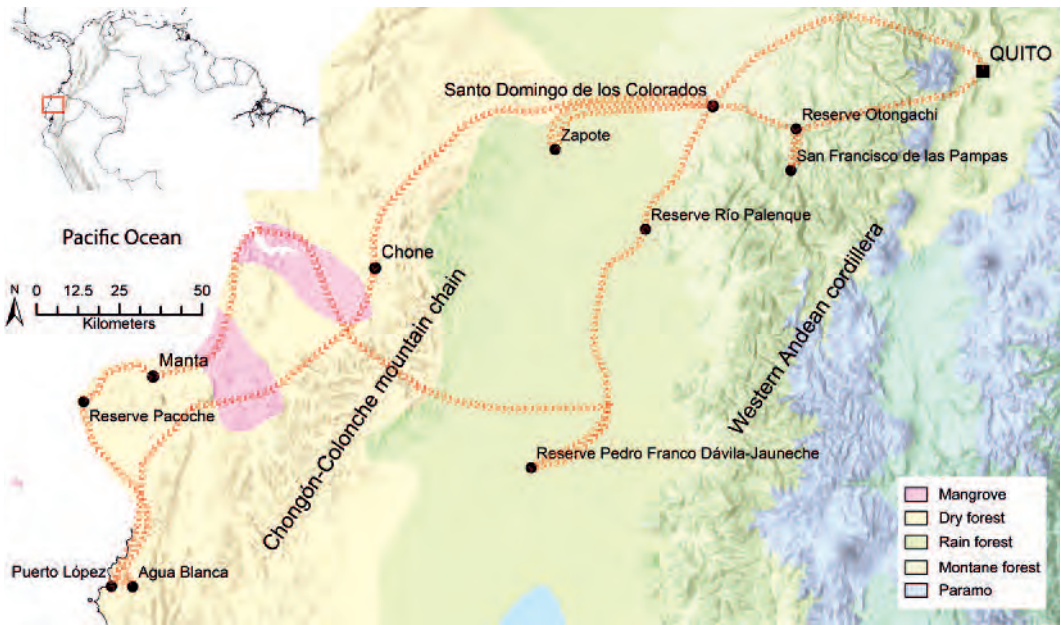 QUITO
Santo Domingo de los Colorados
Reserve Otongachi
Zapote
San Francisco de las Pampas
Reserve Río Palenque
Pacific Ocean
Chone
N
0 12.5 25 50
Kilometers
Manta
Reserve Pacoche
Chongón-Colonche mountain chain
Western Andean cordillera
Reserve Pedro Franco Dávila-Jauneche
Puerto López
Agua Blanca
Mangrove
Dry forest
Rain forest
Montane forest
Paramo